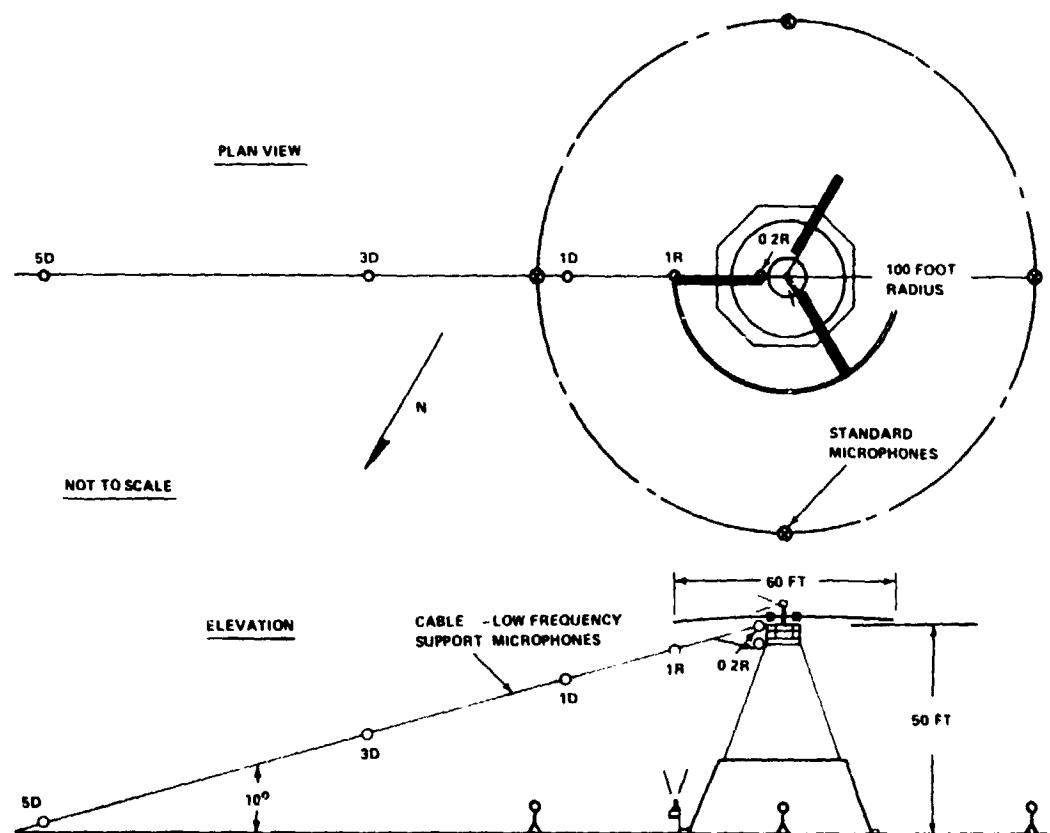 PLAN VIEW
5D
3D
1D
1R
0.2R
100 FOOT
RADIUS
N
STANDARD
MICROPHONES
NOT TO SCALE
60 FT
ELEVATION
CABLE - LOW FREQUENCY
SUPPORT MICROPHONES
1R
0.2R
1D
50 FT
3D
5D
10°